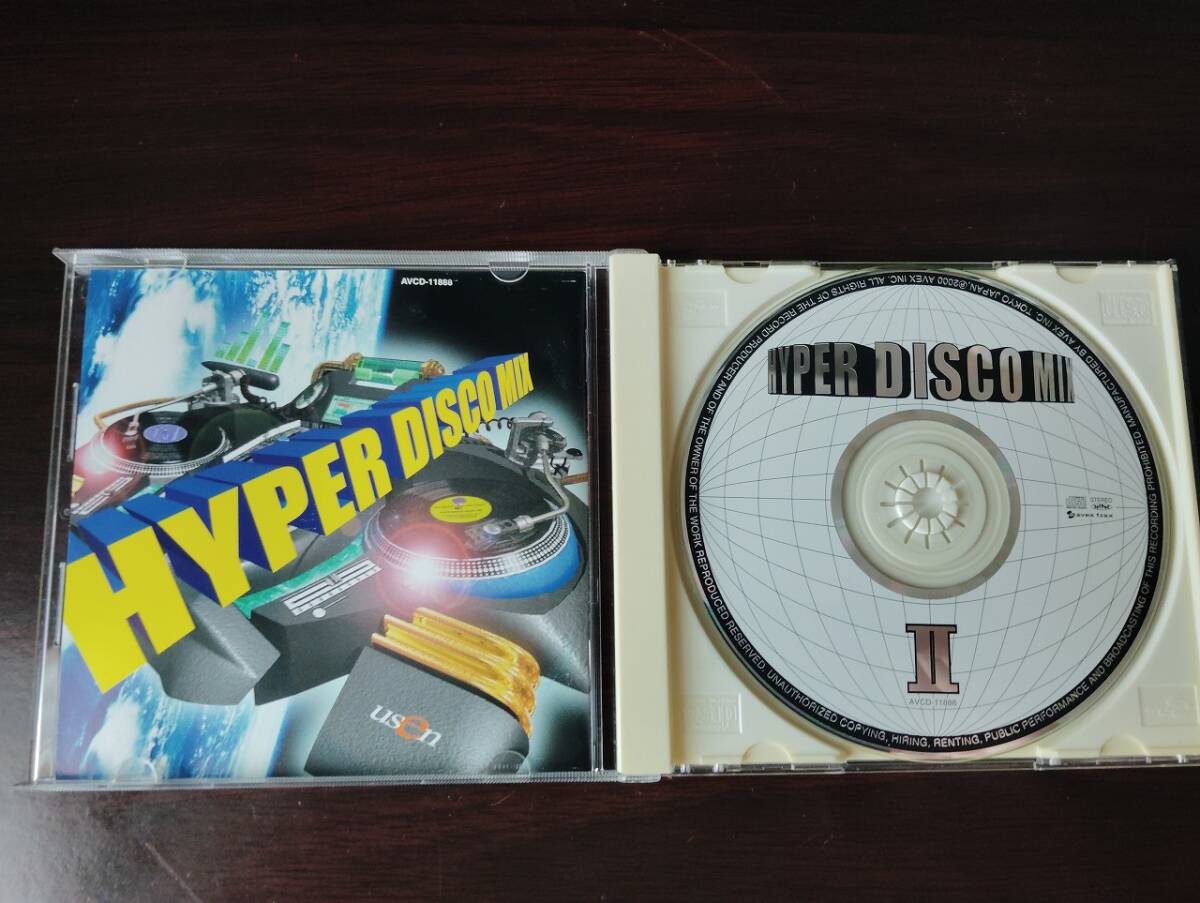 AVCD-11888
HYPER DISCO MIX
usen
MANUFACTURED BY AVEX INC. TOKYO JAPAN.℗2000 AVEX INC. ALL RIGHTS OF THE RECORD PRODUCER AND OF THE OWNER OF THE WORK REPRODUCED RESERVED. UNAUTHORIZED COPYING, HIRING, RENTING, PUBLIC PERFORMANCE AND BROADCASTING OF THIS RECORDING PROHIBITED.
HYPER DISCO MIX
STEREO
avex trax
II
AVCD-11888